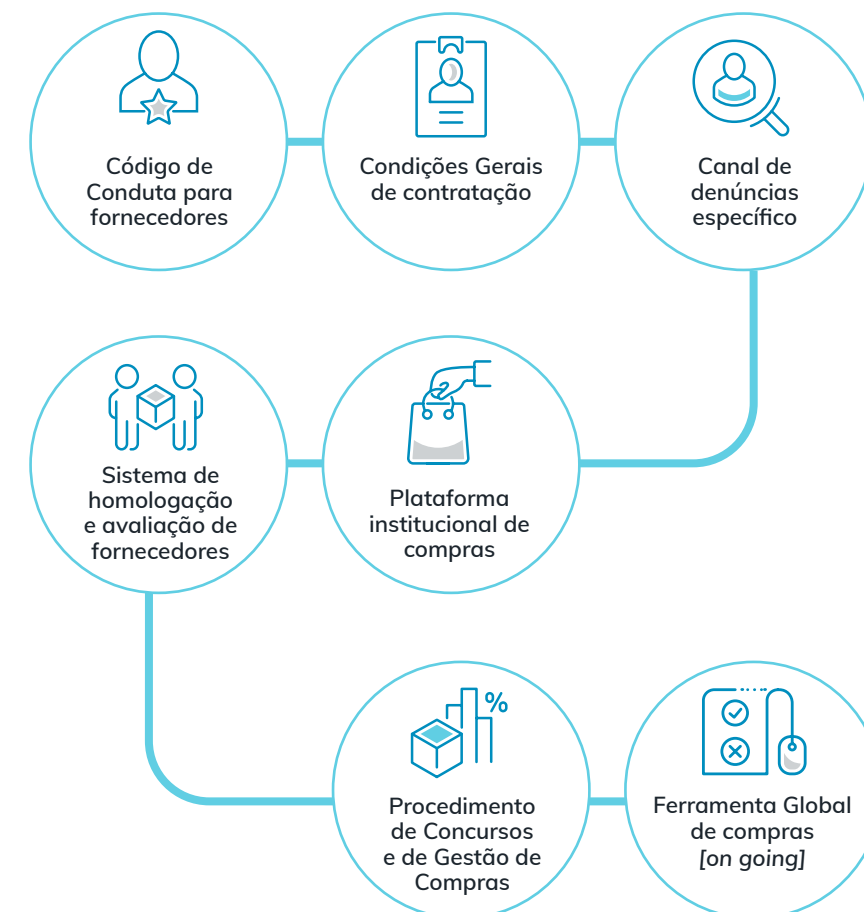 Código de
Conduta para
fornecedores
Condições Gerais
de contratação
Canal de
denúncias
específico
Sistema de
homologação
e avaliação de
fornecedores
Plataforma
institucional de
compras
%
Procedimento
de Concursos
e de Gestão de
Compras
Ferramenta Global
de compras
[on going]